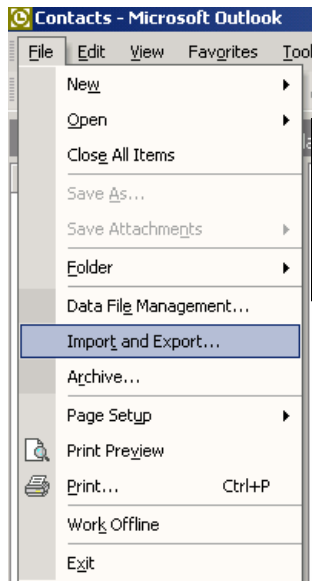 Contacts - Microsoft Outlook
File Edit View Favorites
New
Open
Close All Items
Save As...
Save Attachments
Folder
Data File Management...
Import and Export...
Archive...
Page Setup
Print Preview
Print... Ctrl+P
Work Offline
Exit